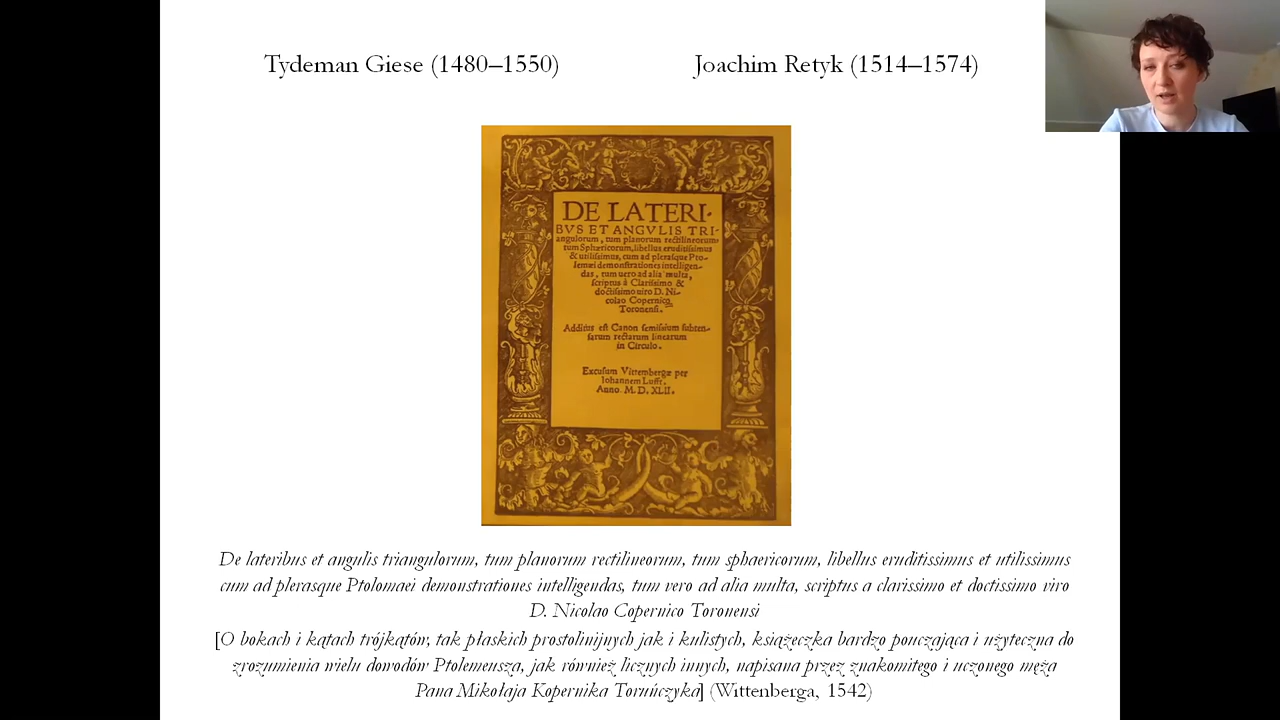 Tydeman Giese (1480–1550)
Joachim Retyk (1514–1574)
DE LATERI-
BVS ET ANGVLIS TRI-
angulorum, tum planorum rectilineorum,
tum Sphæricorum, libellus eruditissimus
& utilissimus, cum ad plerasque Pto-
lemæi demonstrationes intelligen-
das, tum uero ad alia multa,
scriptus à Clarissimo &
doctissimo uiro D. Ni-
colao Copernico
Toronensi.
Additus est Canon semissium subten-
sarum rectarum linearum
in Circulo.
Excusum Vittembergæ per
Iohannem Lufft.
Anno M. D. XLII.
De lateribus et angulis triangulorum, tum planorum rectilineorum, tum sphaericorum, libellus eruditissimus et utilissimus
cum ad plerasque Ptolomaei demonstrationes intelligendas, tum vero ad alia multa, scriptus a clarissimo et doctissimo viro
D. Nicolao Copernico Toronensi
[O bokach i kątach trójkątów, tak płaskich prostolinijnych jak i kulistych, książeczka bardzo pouczająca i użyteczna do
zrozumienia wielu dowodów Ptolemeusza, jak również licznych innych, napisana przez znakomitego i uczonego męża
Pana Mikołaja Kopernika Toruńczyka] (Wittenberga, 1542)